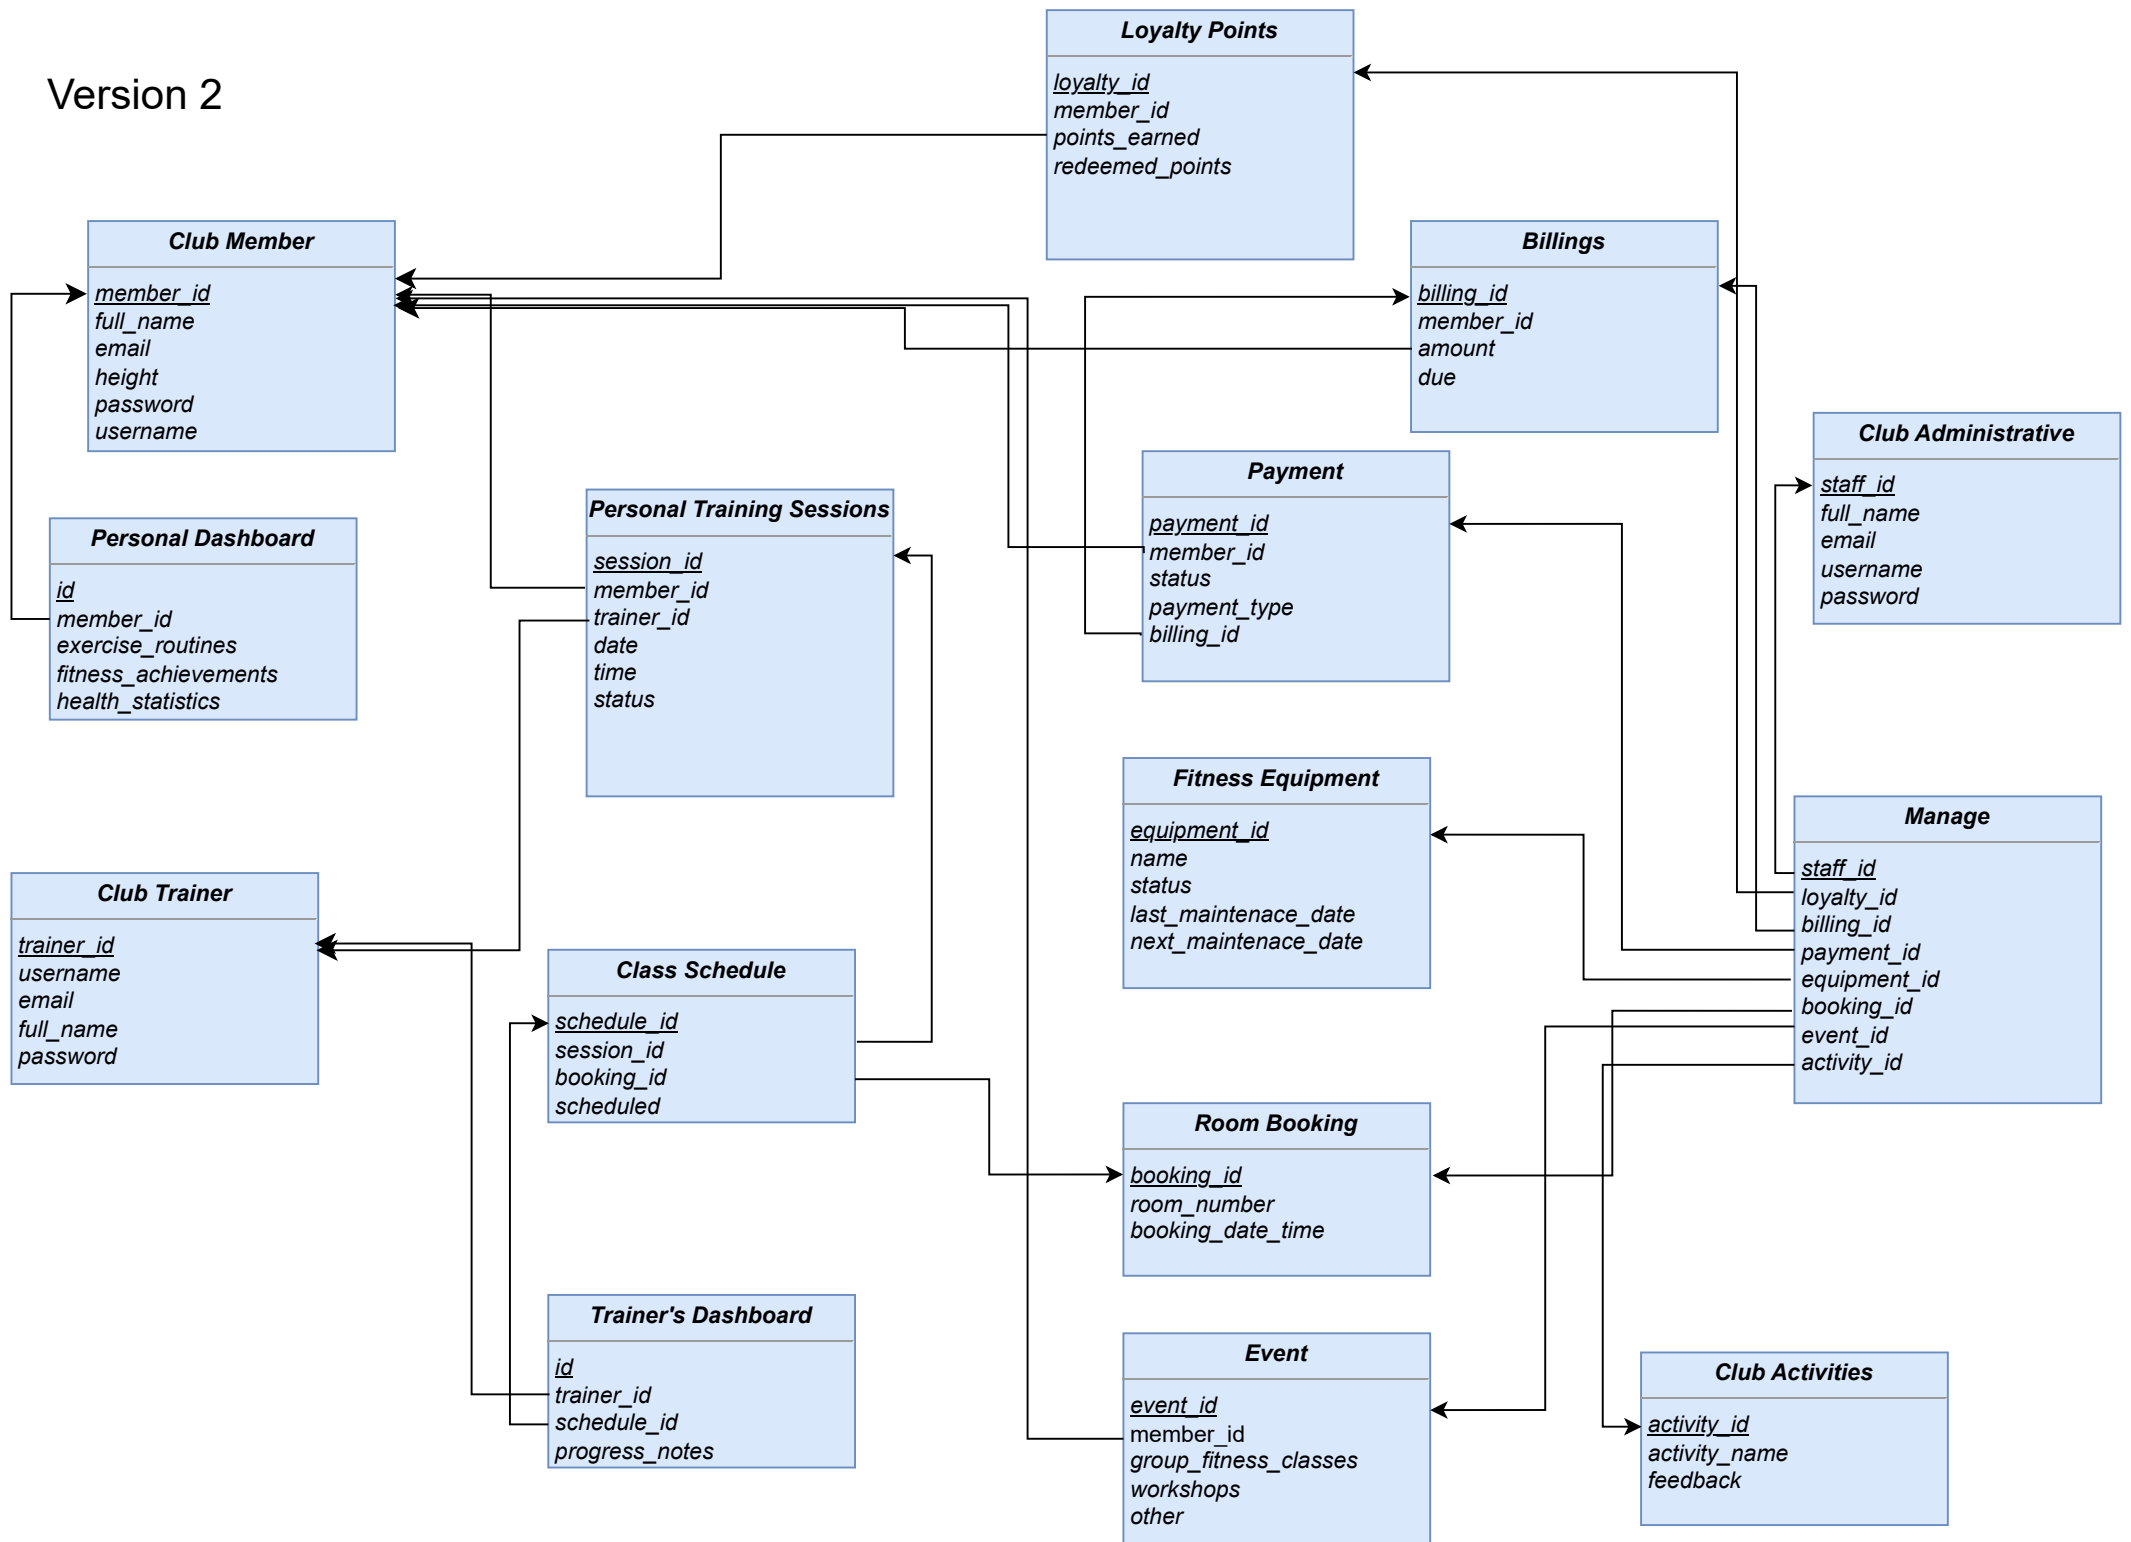 Version 2
Loyalty Points
loyalty_id
member_id
points_earned
redeemed_points
Club Member
member_id
full_name
email
height
password
username
Billings
billing_id
member_id
amount
due
Club Administrative
staff_id
full_name
email
username
password
Payment
payment_id
member_id
status
payment_type
billing_id
Personal Training Sessions
session_id
member_id
trainer_id
date
time
status
Personal Dashboard
id
member_id
exercise_routines
fitness_achievements
health_statistics
Fitness Equipment
equipment_id
name
status
last_maintenace_date
next_maintenace_date
Manage
staff_id
loyalty_id
billing_id
payment_id
equipment_id
booking_id
event_id
activity_id
Club Trainer
trainer_id
username
email
full_name
password
Class Schedule
schedule_id
session_id
booking_id
scheduled
Room Booking
booking_id
room_number
booking_date_time
Trainer's Dashboard
id
trainer_id
schedule_id
progress_notes
Event
event_id
member_id
group_fitness_classes
workshops
other
Club Activities
activity_id
activity_name
feedback